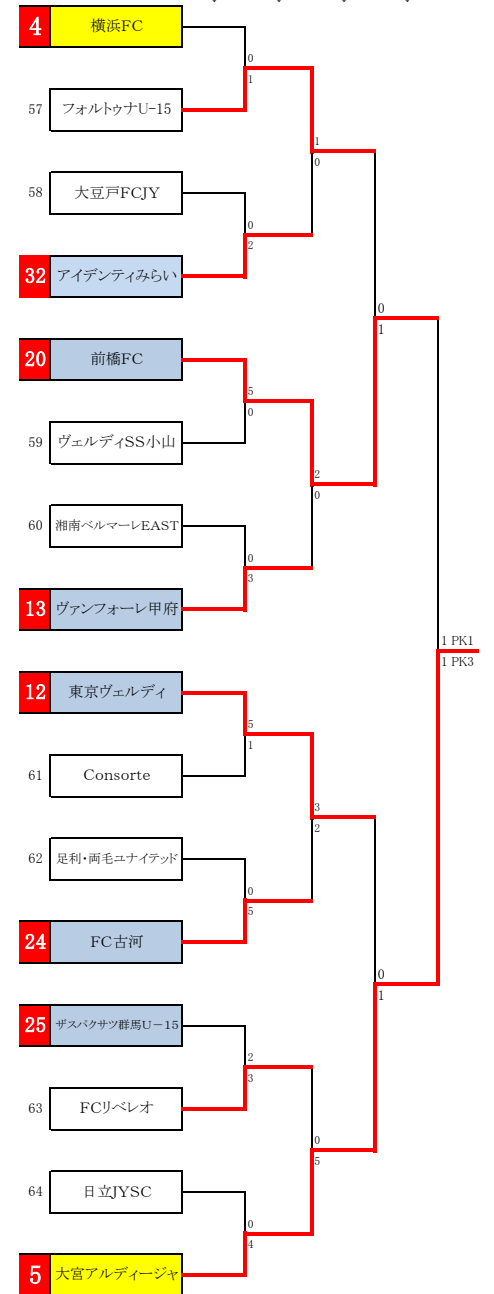 4 横浜FC
0
1
57 フォルトゥナU-15
1
0
58 大豆戸FCJY
0
2
32 アイデンティみらい
0
1
20 前橋FC
5
0
59 ヴェルディSS小山
2
0
60 湘南ベルマーレEAST
0
3
13 ヴァンフォーレ甲府
1 PK1
1 PK3
12 東京ヴェルディ
5
1
61 Consorte
3
2
62 足利・両毛ユナイテッド
0
5
24 FC古河
0
1
25 ザスパクサツ群馬U－15
2
3
63 FCリベレオ
0
5
64 日立JYSC
0
4
5 大宮アルディージャ